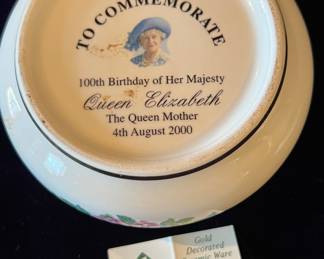 TO COMMEMORATE
100th Birthday of Her Majesty
Queen Elizabeth
The Queen Mother
4th August 2000
Gold
Decorated
Ware